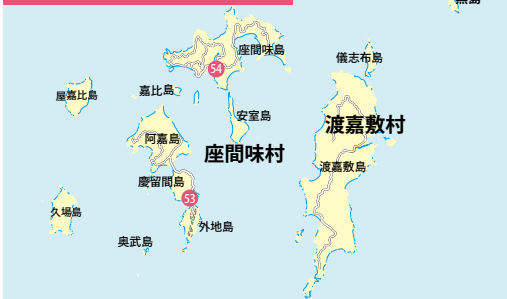 座間味島
54
儀志布島
嘉比島
屋嘉比島
安室島
渡嘉敷村
阿嘉島
座間味村
渡嘉敷島
慶留間島
53
久場島
外地島
奥武島